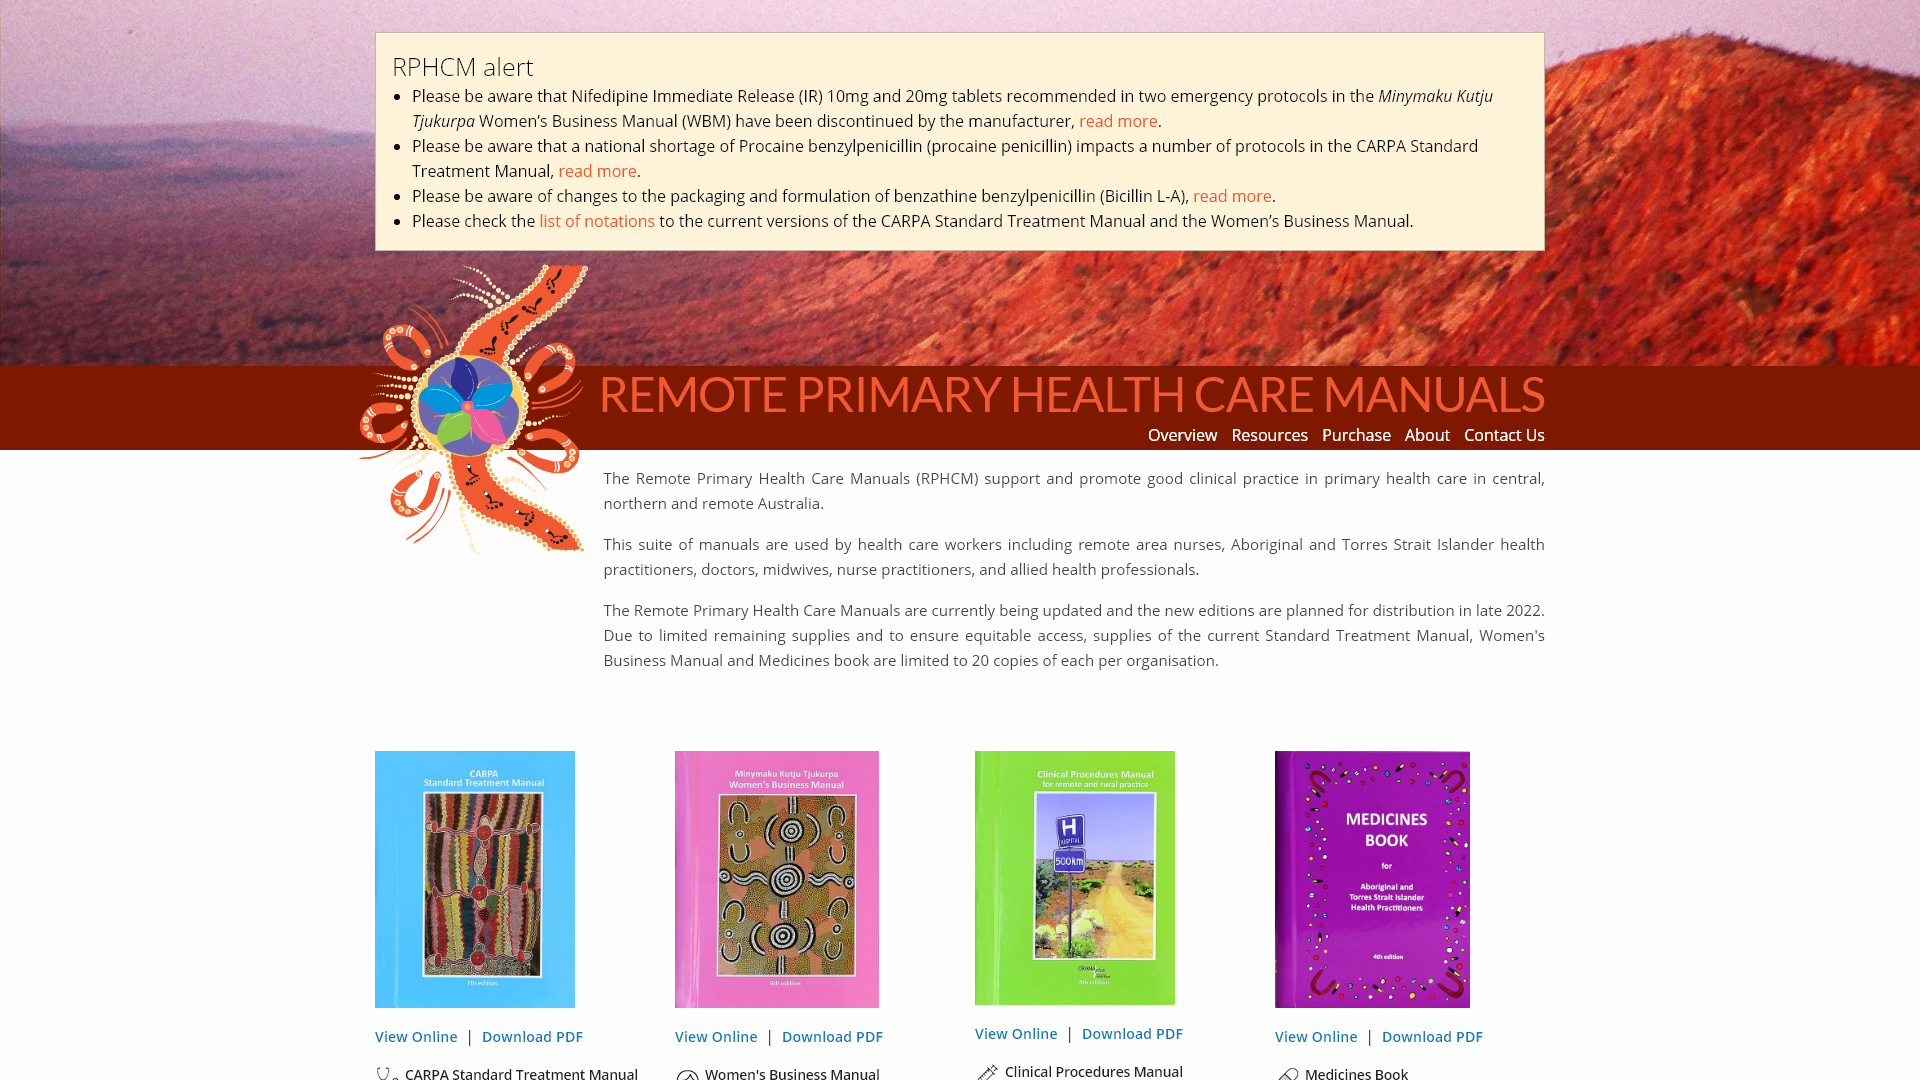 RPHCM alert
Please be aware that Nifedipine Immediate Release (IR) 10mg and 20mg tablets recommended in two emergency protocols in the Minymaku Kutju
Tjukurpa Women’s Business Manual (WBM) have been discontinued by the manufacturer, read more.
Please be aware that a national shortage of Procaine benzylpenicillin (procaine penicillin) impacts a number of protocols in the CARPA Standard
Treatment Manual, read more.
Please be aware of changes to the packaging and formulation of benzathine benzylpenicillin (Bicillin L-A), read more.
Please check the list of notations to the current versions of the CARPA Standard Treatment Manual and the Women’s Business Manual.
REMOTE PRIMARY HEALTH CARE MANUALS
Overview Resources Purchase About Contact Us
The Remote Primary Health Care Manuals (RPHCM) support and promote good clinical practice in primary health care in central,
northern and remote Australia.
This suite of manuals are used by health care workers including remote area nurses, Aboriginal and Torres Strait Islander health
practitioners, doctors, midwives, nurse practitioners, and allied health professionals.
The Remote Primary Health Care Manuals are currently being updated and the new editions are planned for distribution in late 2022.
Due to limited remaining supplies and to ensure equitable access, supplies of the current Standard Treatment Manual, Women's
Business Manual and Medicines book are limited to 20 copies of each per organisation.
CARPA
Standard Treatment Manual
7th edition
View Online | Download PDF
CARPA Standard Treatment Manual
Minymaku Kutju Tjukurpa
Women's Business Manual
6th edition
View Online | Download PDF
Women's Business Manual
Clinical Procedures Manual
for remote and rural practice
H
HOSPITAL
500km
4th edition
View Online | Download PDF
Clinical Procedures Manual
MEDICINES
BOOK
for
Aboriginal and
Torres Strait Islander
Health Practitioners
4th edition
View Online | Download PDF
Medicines Book